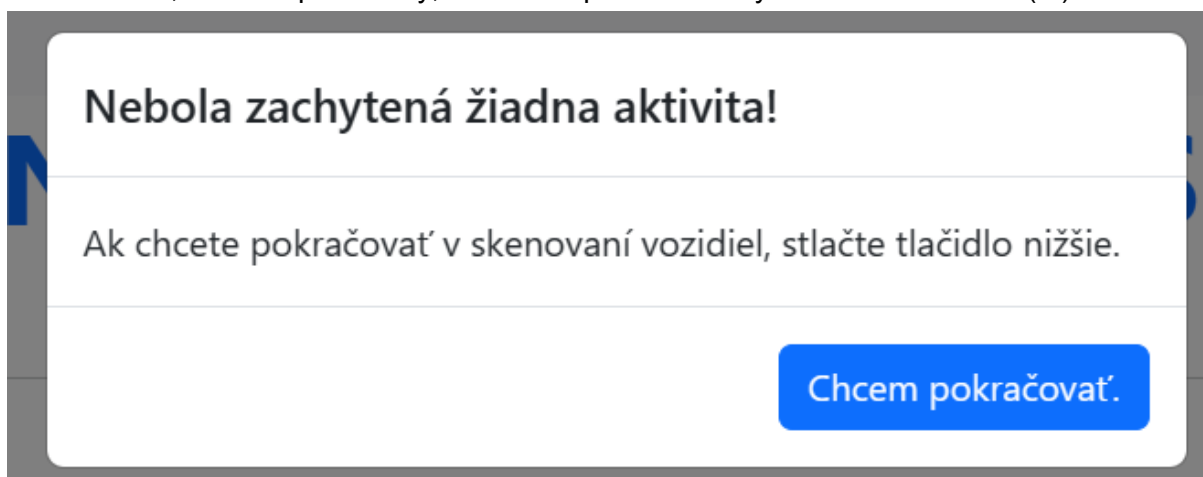 Nebola zachytená žiadna aktivita!
Ak chcete pokračovať v skenovaní vozidiel, stlačte tlačidlo nižšie.
Chcem pokračovať.